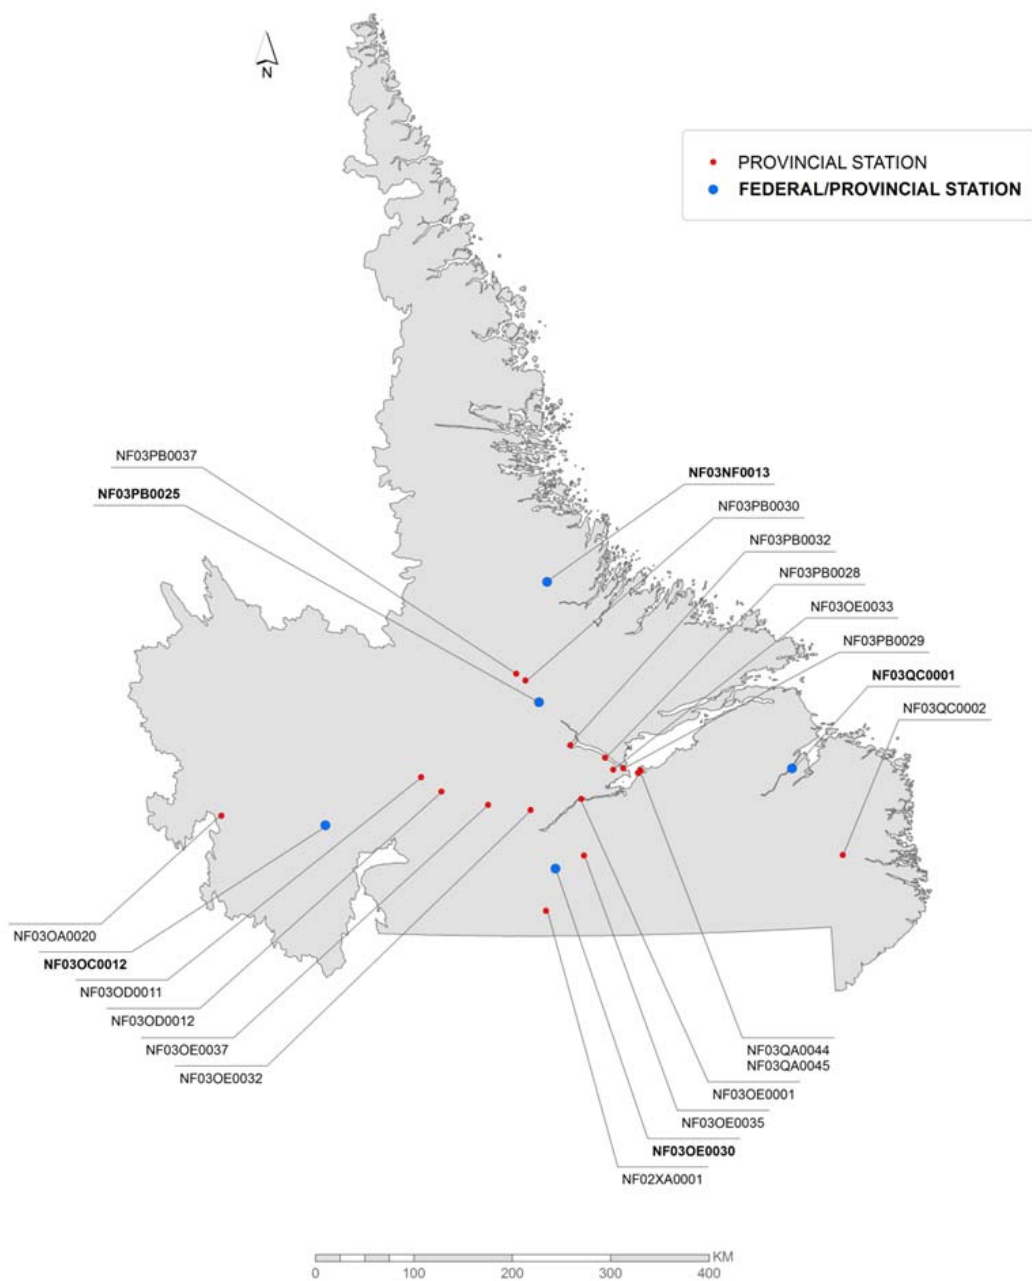 N
PROVINCIAL STATION
FEDERAL/PROVINCIAL STATION
NF03PB0037
NF03PB0025
NF03NF0013
NF03PB0030
NF03PB0032
NF03PB0028
NF03OE0033
NF03PB0029
NF03QC0001
NF03QC0002
NF03OA0020
NF03OC0012
NF03OD0011
NF03OD0012
NF03OE0037
NF03OE0032
NF03QA0044
NF03QA0045
NF03OE0001
NF03OE0035
NF03OE0030
NF02XA0001
KM
0 100 200 300 400